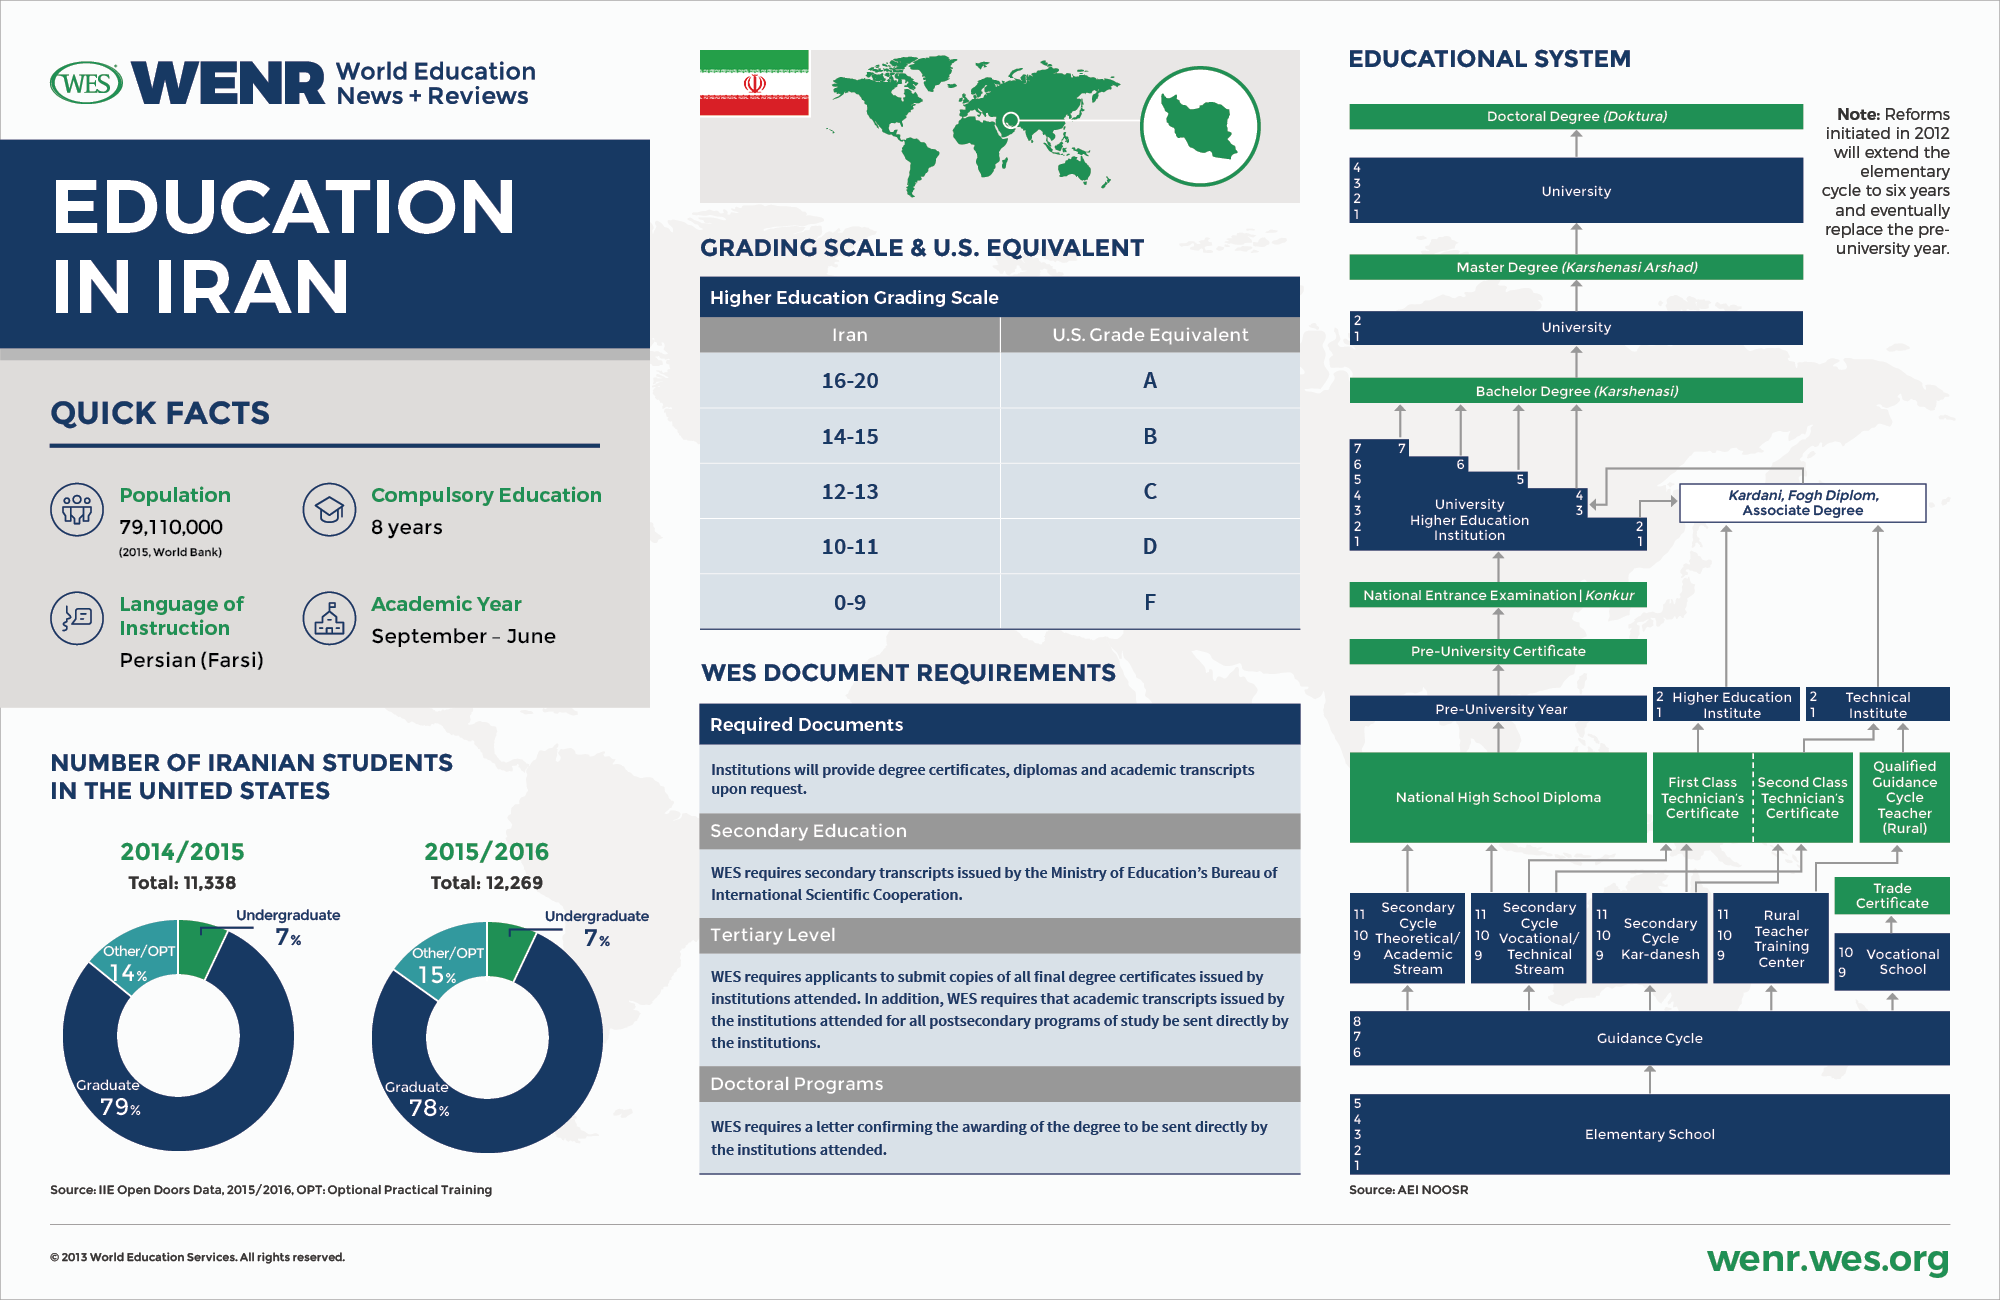 WES
WENR
World Education
News + Reviews
EDUCATION
IN IRAN
QUICK FACTS
Population
79,110,000
(2015, World Bank)
Compulsory Education
8 years
Language of
Instruction
Persian (Farsi)
Academic Year
September – June
NUMBER OF IRANIAN STUDENTS
IN THE UNITED STATES
2014/2015
Total: 11,338
Undergraduate
7%
Other/OPT
14%
Graduate
79%
2015/2016
Total: 12,269
Undergraduate
7%
Other/OPT
15%
Graduate
78%
Source: IIE Open Doors Data, 2015/2016, OPT: Optional Practical Training
GRADING SCALE & U.S. EQUIVALENT
Higher Education Grading Scale
Iran U.S. Grade Equivalent
16-20 A
14-15 B
12-13 C
10-11 D
0-9 F
WES DOCUMENT REQUIREMENTS
Required Documents
Institutions will provide degree certificates, diplomas and academic transcripts
upon request.
Secondary Education
WES requires secondary transcripts issued by the Ministry of Education's Bureau of
International Scientific Cooperation.
Tertiary Level
WES requires applicants to submit copies of all final degree certificates issued by
institutions attended. In addition, WES requires that academic transcripts issued by
the institutions attended for all postsecondary programs of study be sent directly by
the institutions.
Doctoral Programs
WES requires a letter confirming the awarding of the degree to be sent directly by
the institutions attended.
EDUCATIONAL SYSTEM
Note: Reforms
initiated in 2012
will extend the
elementary
cycle to six years
and eventually
replace the pre-
university year.
Doctoral Degree (Doktura)
4
3
2
1
University
Master Degree (Karshenasi Arshad)
2
1
University
Bachelor Degree (Karshenasi)
7
6
5
4
3
2
1
7
6
5
4
3
2
1
University
Higher Education
Institution
Kardani, Fogh Diplom,
Associate Degree
National Entrance Examination | Konkur
Pre-University Certificate
Pre-University Year
2
1
Higher Education
Institute
2
1
Technical
Institute
National High School Diploma
First Class
Technician's
Certificate
Second Class
Technician's
Certificate
Qualified
Guidance
Cycle
Teacher
(Rural)
11
10
9
Secondary
Cycle
Theoretical/
Academic
Stream
11
10
9
Secondary
Cycle
Vocational/
Technical
Stream
11
10
9
Secondary
Cycle
Kar-danesh
11
10
9
Rural
Teacher
Training
Center
Trade
Certificate
10
9
Vocational
School
8
7
6
Guidance Cycle
5
4
3
2
1
Elementary School
Source: AEI NOOSR
© 2013 World Education Services. All rights reserved.
wenr.wes.org